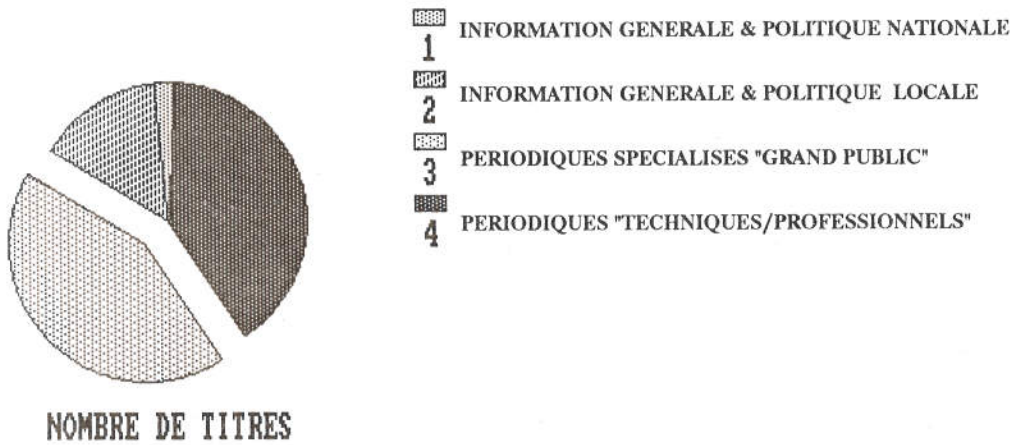 1 INFORMATION GENERALE & POLITIQUE NATIONALE
2 INFORMATION GENERALE & POLITIQUE LOCALE
3 PERIODIQUES SPECIALISES "GRAND PUBLIC"
4 PERIODIQUES "TECHNIQUES/PROFESSIONNELS"
NOMBRE DE TITRES